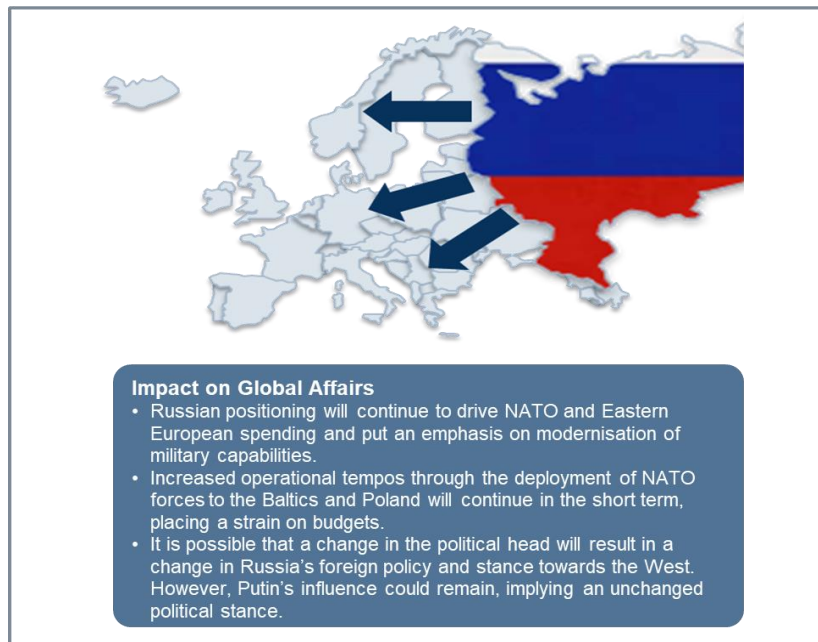 Impact on Global Affairs
• Russian positioning will continue to drive NATO and Eastern
European spending and put an emphasis on modernisation of
military capabilities.
• Increased operational tempos through the deployment of NATO
forces to the Baltics and Poland will continue in the short term,
placing a strain on budgets.
• It is possible that a change in the political head will result in a
change in Russia's foreign policy and stance towards the West.
However, Putin's influence could remain, implying an unchanged
political stance.